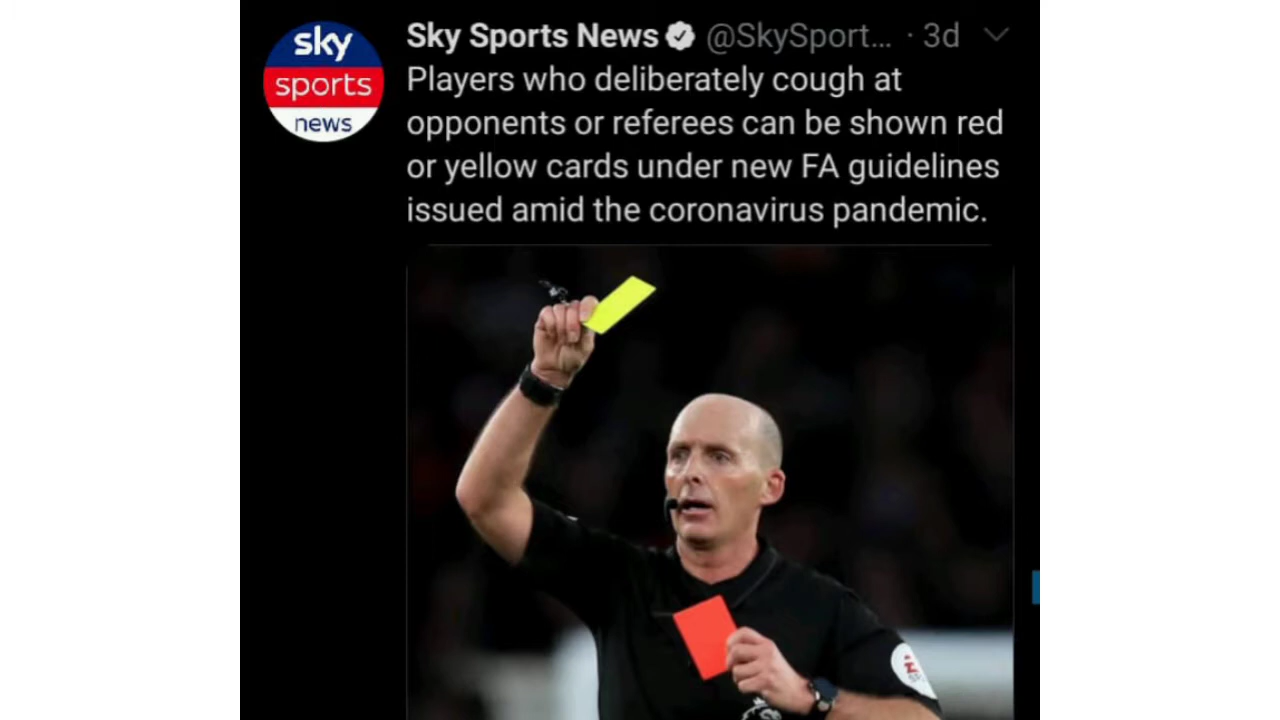 sky
sports
news
Sky Sports News @SkySport... · 3d
Players who deliberately cough at
opponents or referees can be shown red
or yellow cards under new FA guidelines
issued amid the coronavirus pandemic.